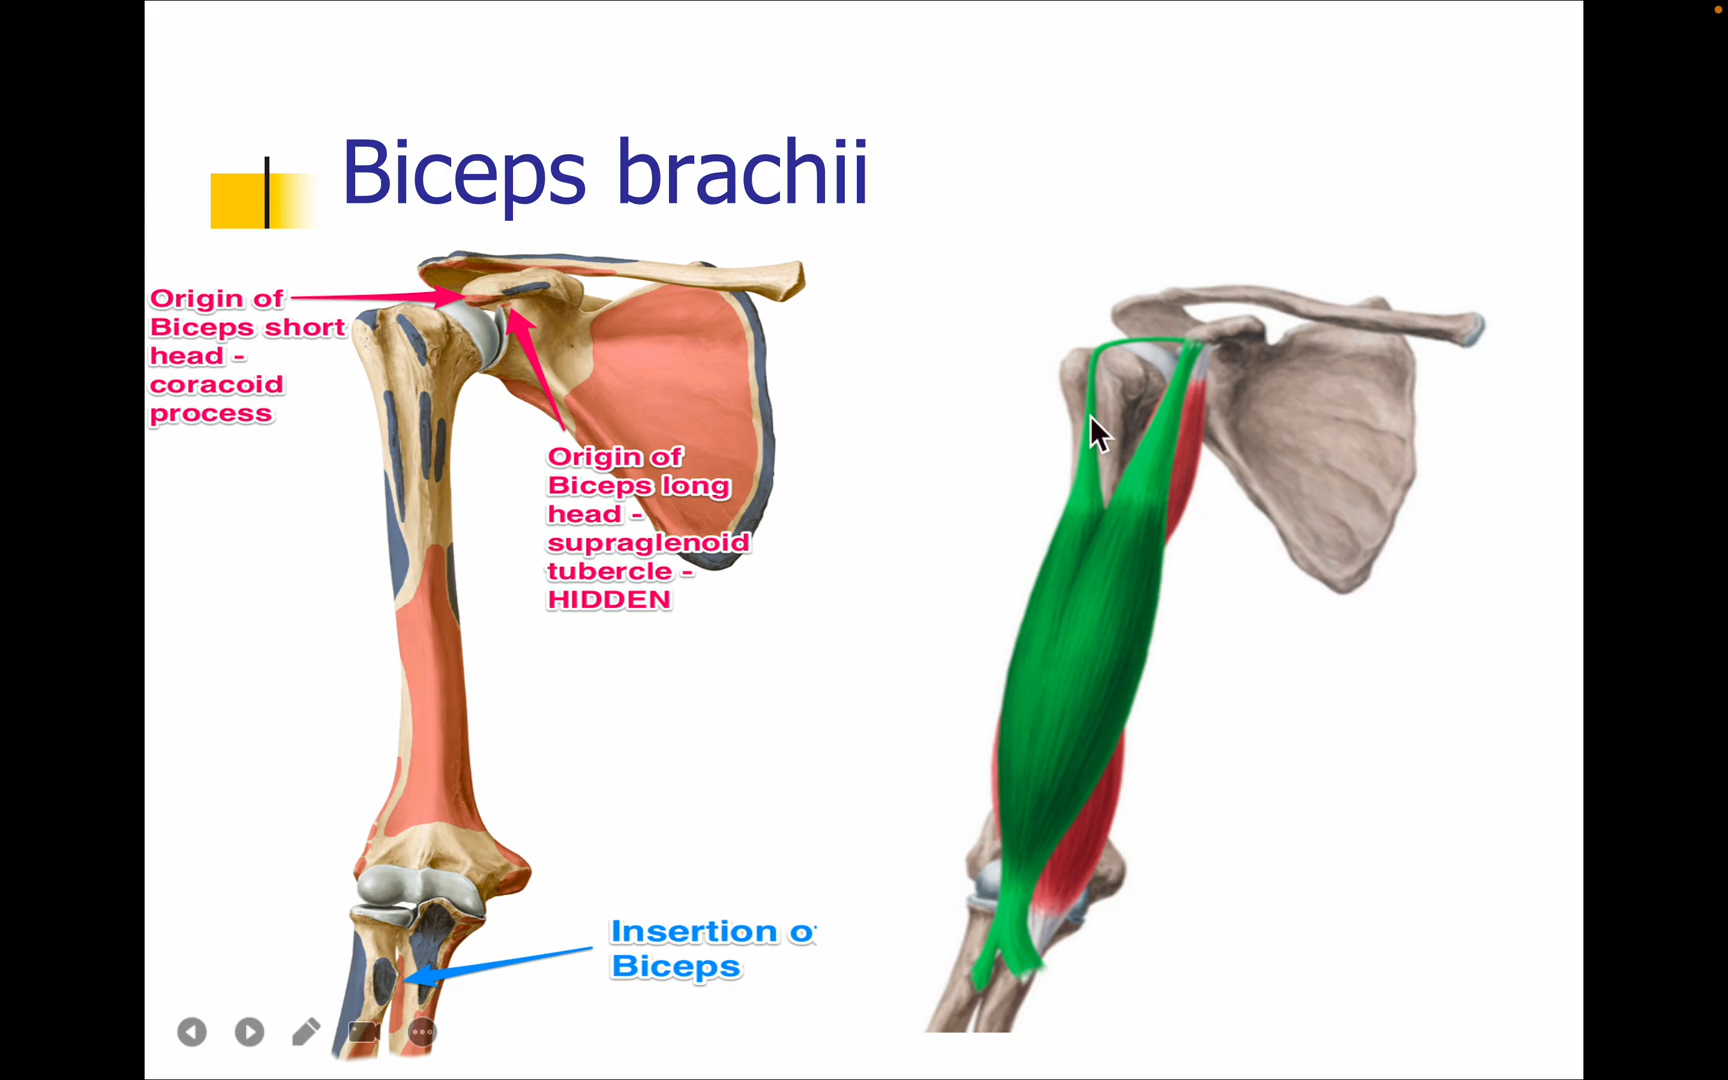 Biceps brachii
Origin of
Biceps short
head -
coracoid
process
Origin of
Biceps long
head -
supraglenoid
tubercle -
HIDDEN
Insertion o
Biceps